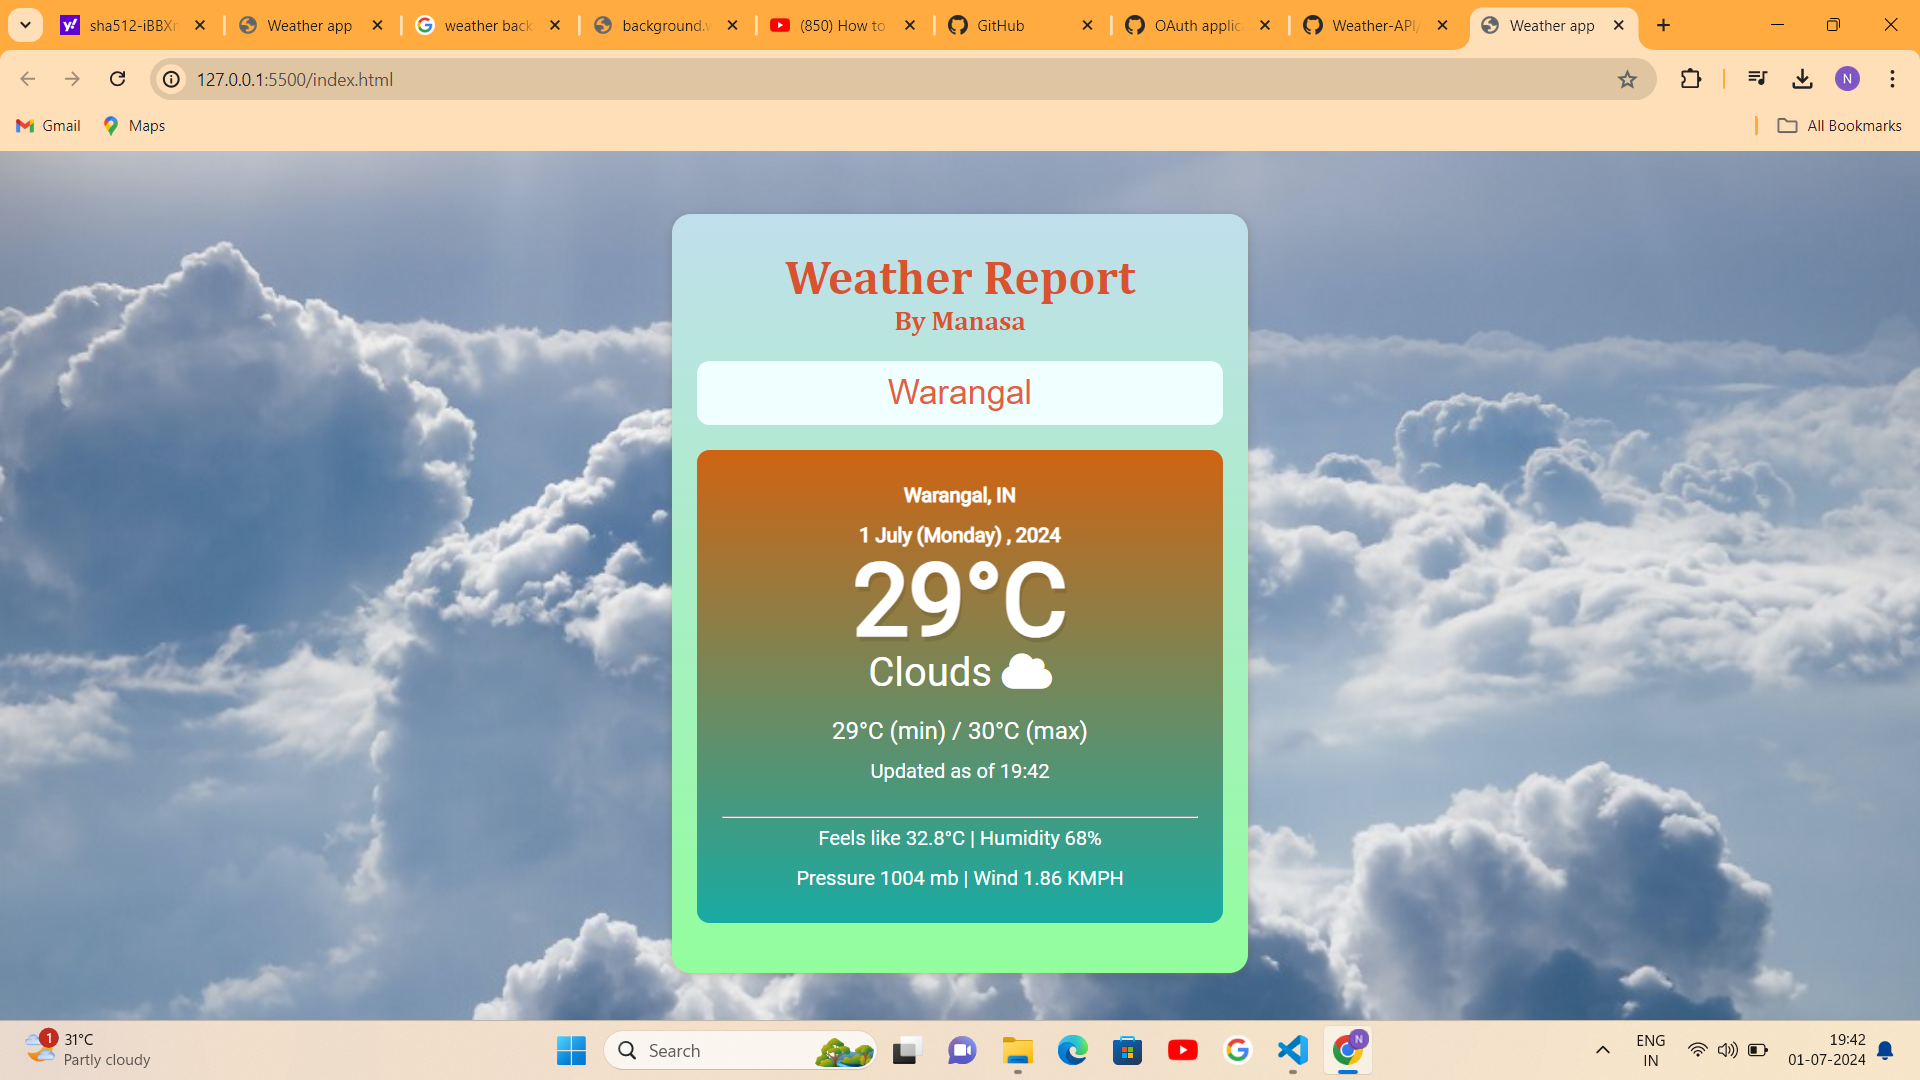 sha512-iBBXr
Weather app
weather back
background.w
(850) How to
GitHub
OAuth applic
Weather-API/
Weather app
127.0.0.1:5500/index.html
N
Gmail
Maps
All Bookmarks
Weather Report
By Manasa
Warangal
Warangal, IN
1 July (Monday) , 2024
29°C
Clouds
29°C (min) / 30°C (max)
Updated as of 19:42
Feels like 32.8°C | Humidity 68%
Pressure 1004 mb | Wind 1.86 KMPH
1
31°C
Partly cloudy
Search
N
ENG
IN
19:42
01-07-2024